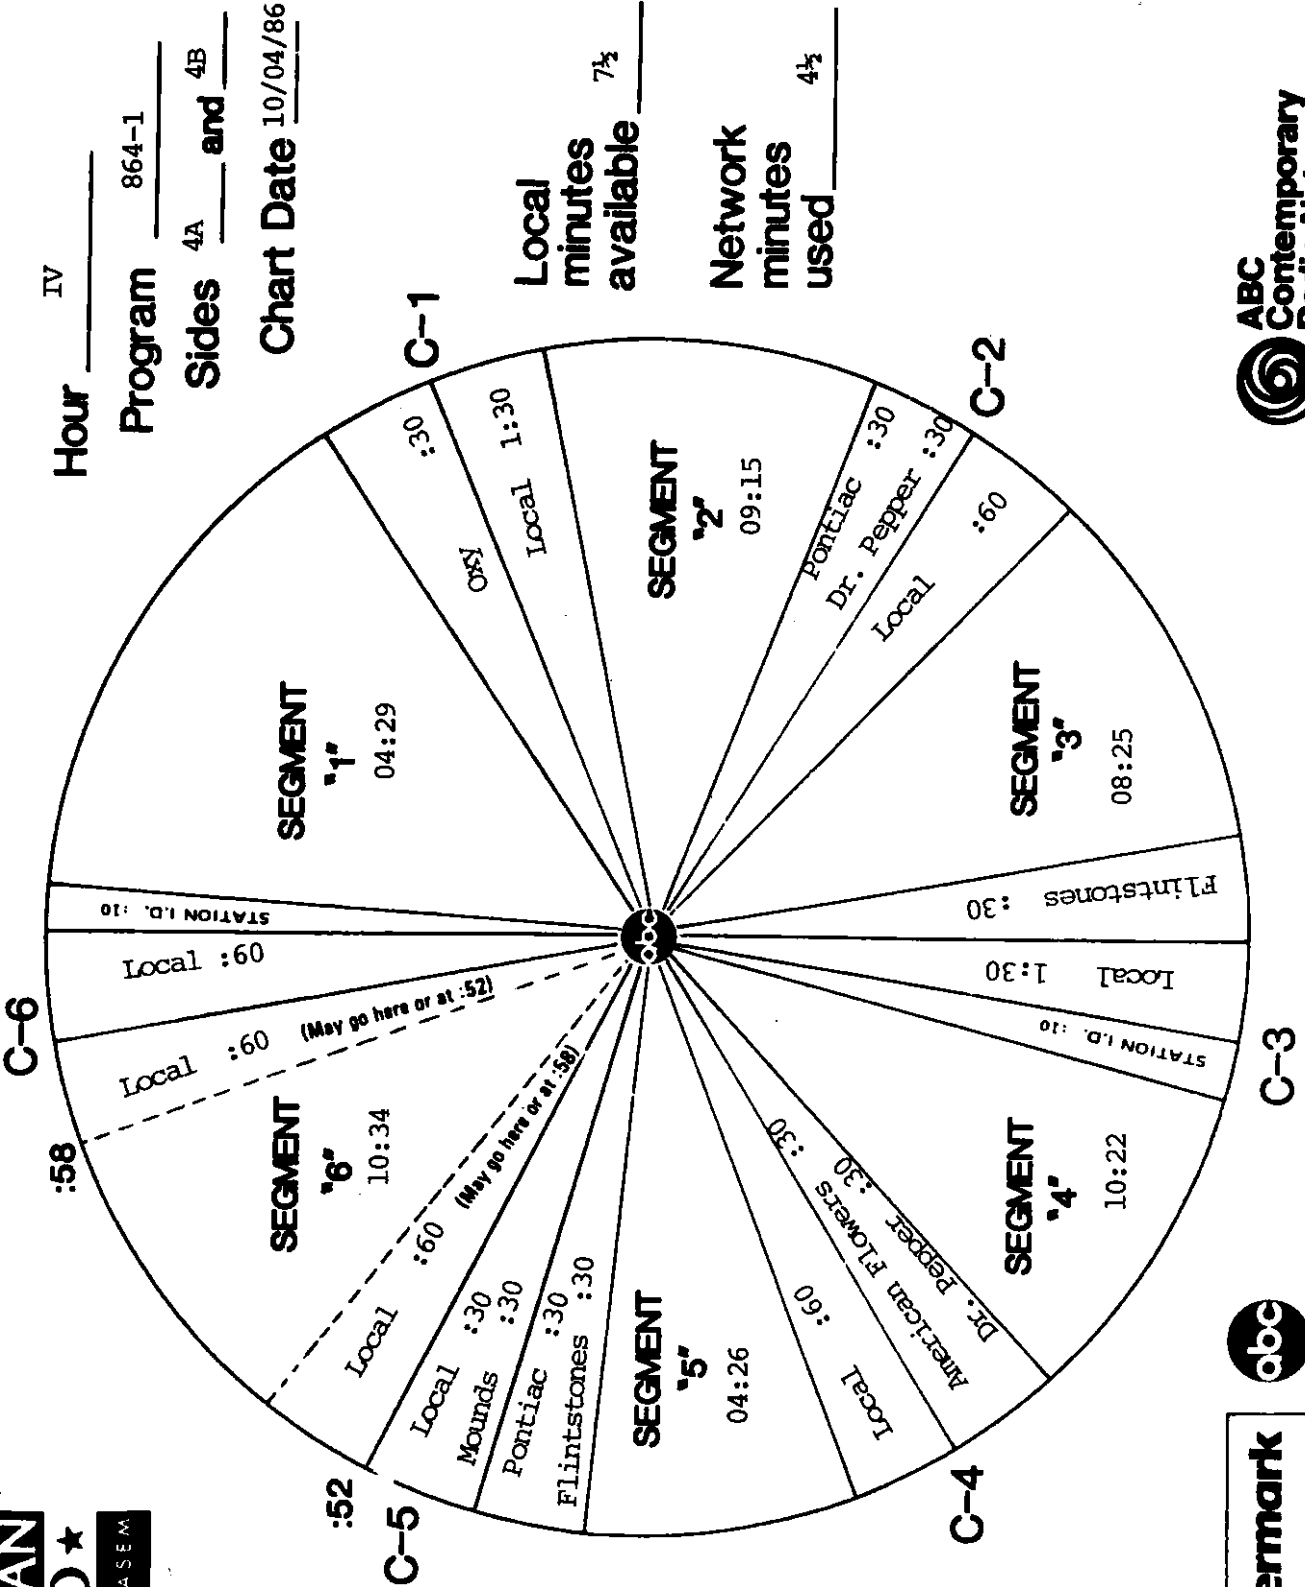 Hour IV
Program 864-1
Sides 4A and 4B
Chart Date 10/04/86
Local
minutes
available 7½
Network
minutes
used 4½
C-1
C-2
C-3
C-4
C-5
:52
:58
C-6
SEGMENT
"1"
04:29
Oxy :30
Local 1:30
SEGMENT
"2"
09:15
Pontiac :30
Dr. Pepper :30
Local :60
SEGMENT
"3"
08:25
Flintstones :30
Local 1:30
STATION I.D. :10
SEGMENT
"4"
10:22
Dr. Pepper :30
American Flowers :30
Local :60
SEGMENT
"5"
04:26
Flintstones :30
Pontiac :30
Mounds :30
Local :30
Local :60
(May go here or at :58)
SEGMENT
"6"
10:34
Local :60
(May go here or at :52)
Local :60
STATION I.D. :10
abc
ABC
Contemporary
abc